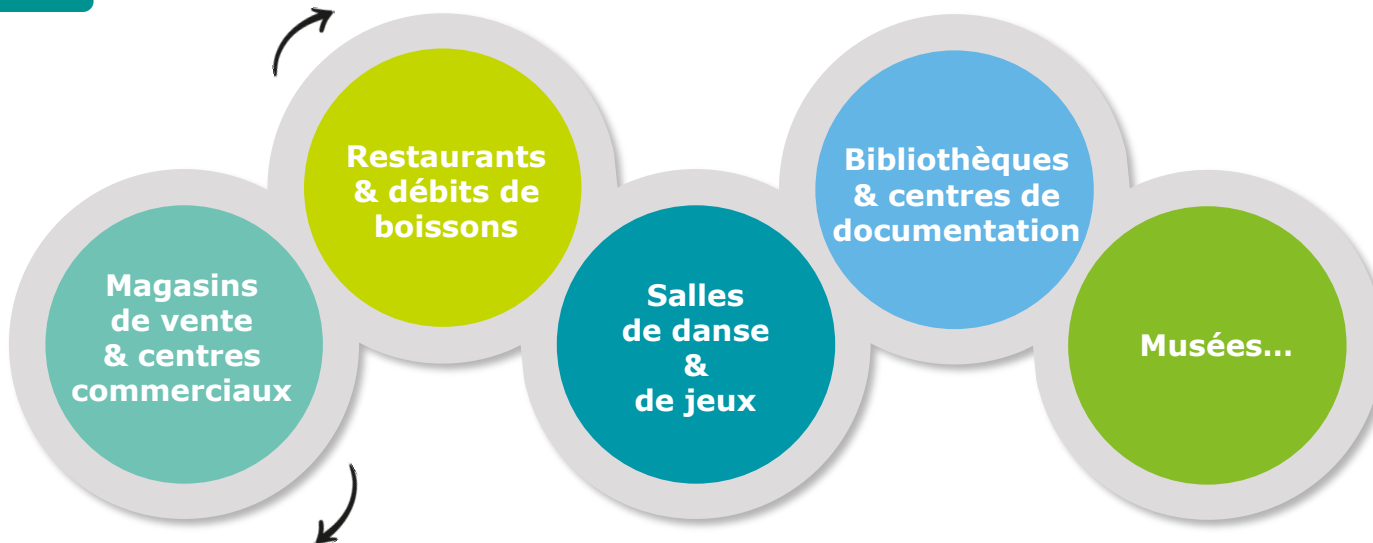 Magasins
de vente
& centres
commerciaux
Restaurants
& débits de
boissons
Salles
de danse
&
de jeux
Bibliothèques
& centres de
documentation
Musées...